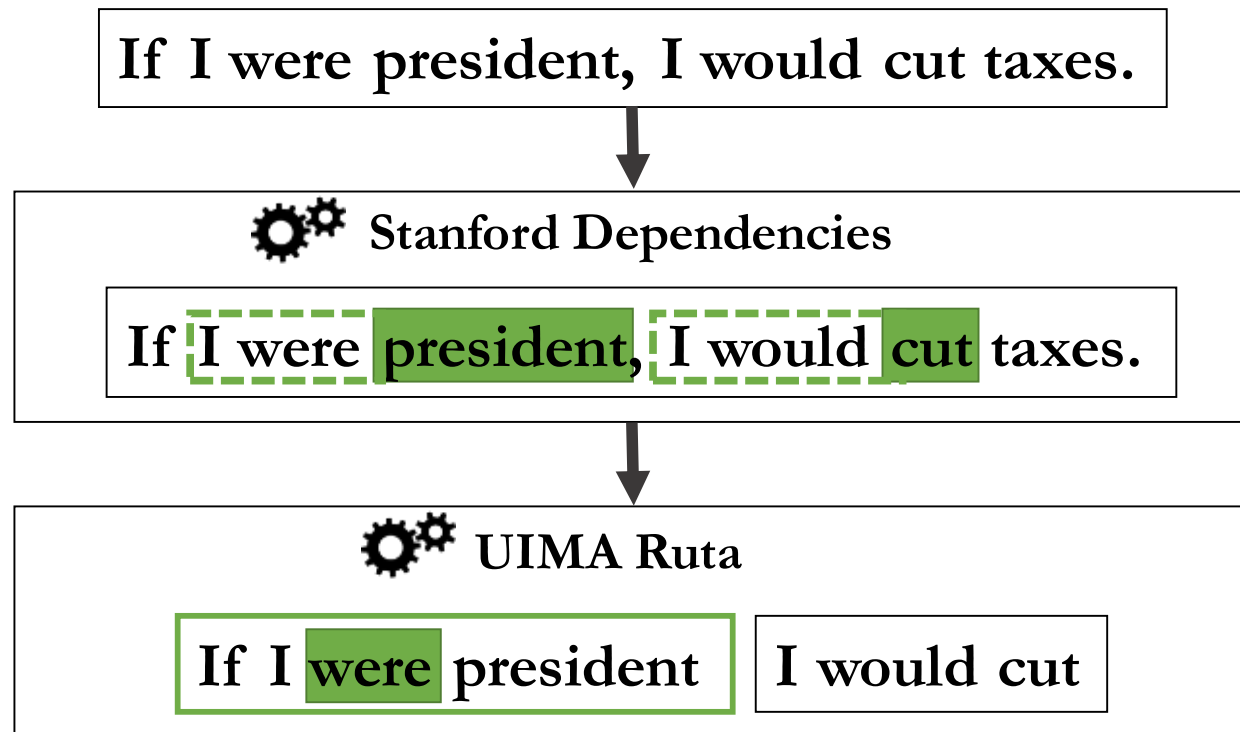 If I were president, I would cut taxes.
Stanford Dependencies
If I were president, I would cut taxes.
UIMA Ruta
If I were president I would cut